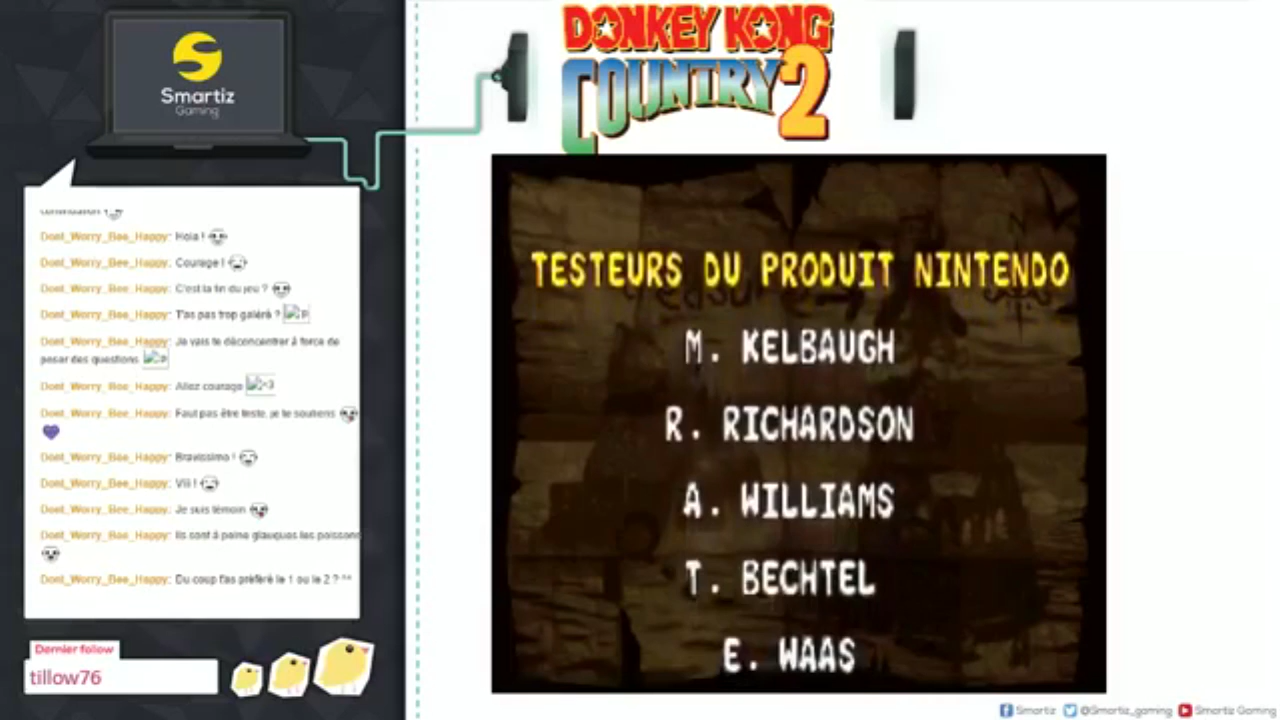 Smartiz
Gaming
DONKEY KONG
COUNTRY 2
Dont_Worry_Bee_Happy: Hola !
Dont_Worry_Bee_Happy: Courage !
Dont_Worry_Bee_Happy: C'est la fin du jeu ?
Dont_Worry_Bee_Happy: T'as pas trop galéré ? :P
Dont_Worry_Bee_Happy: Je vais te déconcentrer à force de
poser des questions
Dont_Worry_Bee_Happy: Allez courage <3
Dont_Worry_Bee_Happy: Faut pas être triste, je te soutiens
Dont_Worry_Bee_Happy: Bravissimo !
Dont_Worry_Bee_Happy: Viii !
Dont_Worry_Bee_Happy: Je suis témoin
Dont_Worry_Bee_Happy: Ils sont à peine glauques les poissons
Dont_Worry_Bee_Happy: Du coup t'as préféré le 1 ou le 2 ? ^^
Dernier follow
tillow76
TESTEURS DU PRODUIT NINTENDO
M. KELBAUGH
R. RICHARDSON
A. WILLIAMS
T. BECHTEL
E. WAAS
Smartiz @Smartiz_gaming Smartiz Gaming